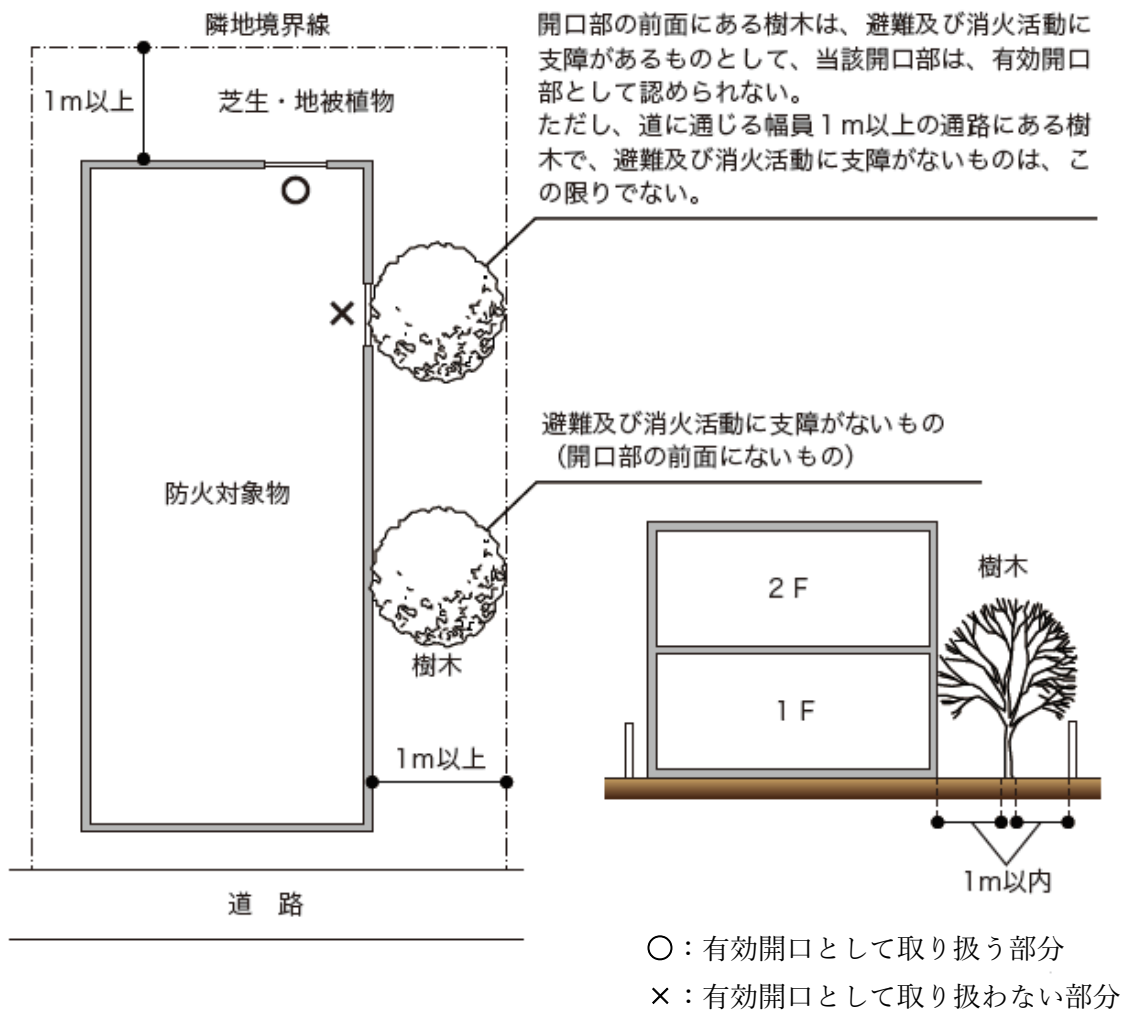 隣地境界線
1m以上
芝生・地被植物
開口部の前面にある樹木は、避難及び消火活動に
支障があるものとして、当該開口部は、有効開口
部として認められない。
ただし、道に通じる幅員1m以上の通路にある樹
木で、避難及び消火活動に支障がないものは、こ
の限りでない。
○
×
避難及び消火活動に支障がないもの
（開口部の前面にないもの）
防火対象物
樹木
1m以上
道　路
2F
樹木
1F
1m以内
○：有効開口として取り扱う部分
×：有効開口として取り扱わない部分